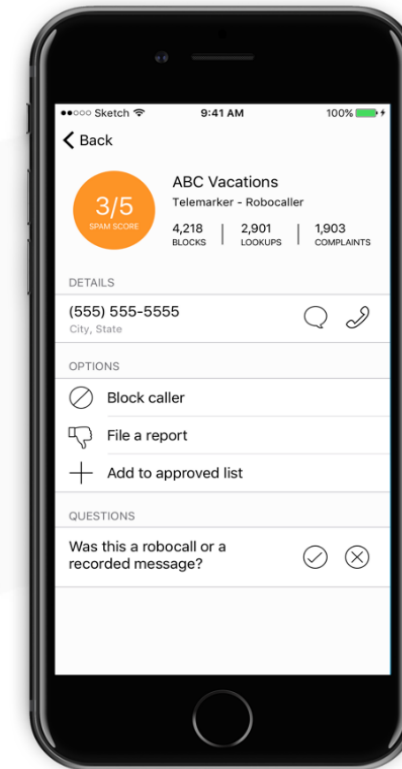 Sketch 9:41 AM 100%
Back
3/5
SPAM SCORE
ABC Vacations
Telemarker - Robocaller
4,218 2,901 1,903
BLOCKS LOOKUPS COMPLAINTS
DETAILS
(555) 555-5555
City, State
OPTIONS
Block caller
File a report
Add to approved list
QUESTIONS
Was this a robocall or a
recorded message?